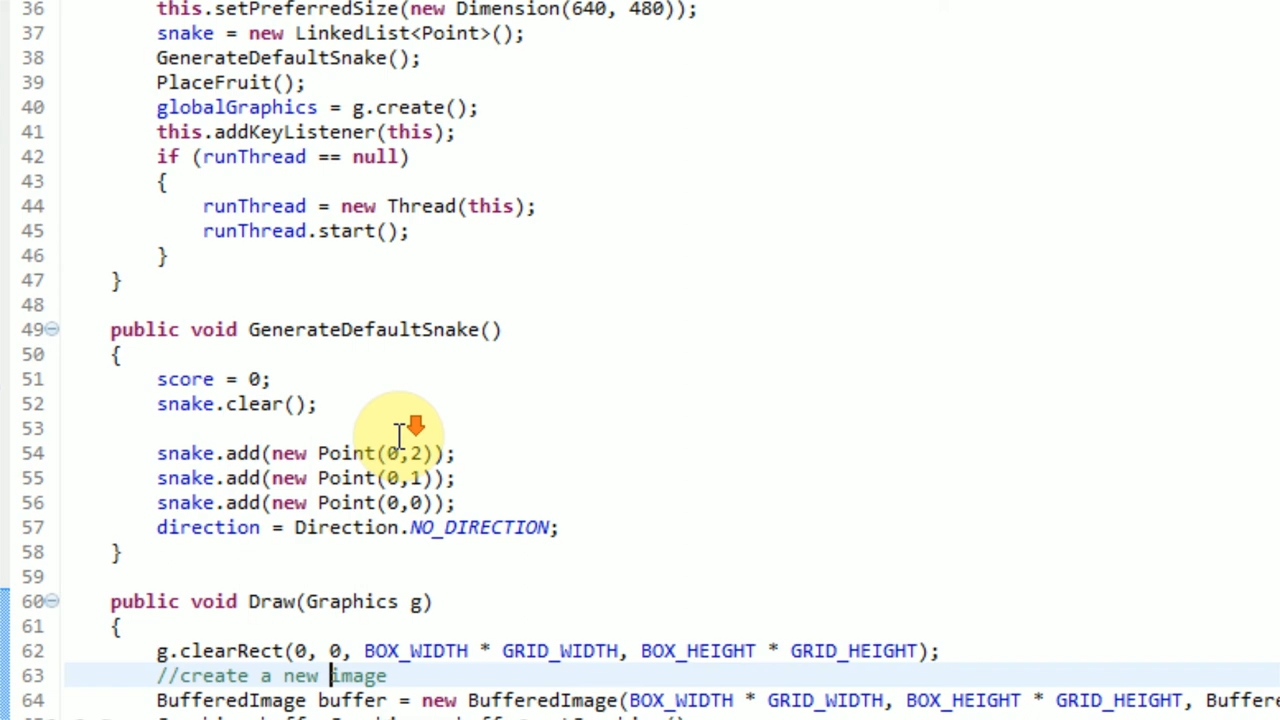 36 this.setPreferredSize(new Dimension(640, 480));
37 snake = new LinkedList<Point>();
38 GenerateDefaultSnake();
39 PlaceFruit();
40 globalGraphics = g.create();
41 this.addKeyListener(this);
42 if (runThread == null)
43 {
44 runThread = new Thread(this);
45 runThread.start();
46 }
47 }
48
49 public void GenerateDefaultSnake()
50 {
51 score = 0;
52 snake.clear();
53
54 snake.add(new Point(0,2));
55 snake.add(new Point(0,1));
56 snake.add(new Point(0,0));
57 direction = Direction.NO_DIRECTION;
58 }
59
60 public void Draw(Graphics g)
61 {
62 g.clearRect(0, 0, BOX_WIDTH * GRID_WIDTH, BOX_HEIGHT * GRID_HEIGHT);
63 //create a new image
64 BufferedImage buffer = new BufferedImage(BOX_WIDTH * GRID_WIDTH, BOX_HEIGHT * GRID_HEIGHT, Buffere